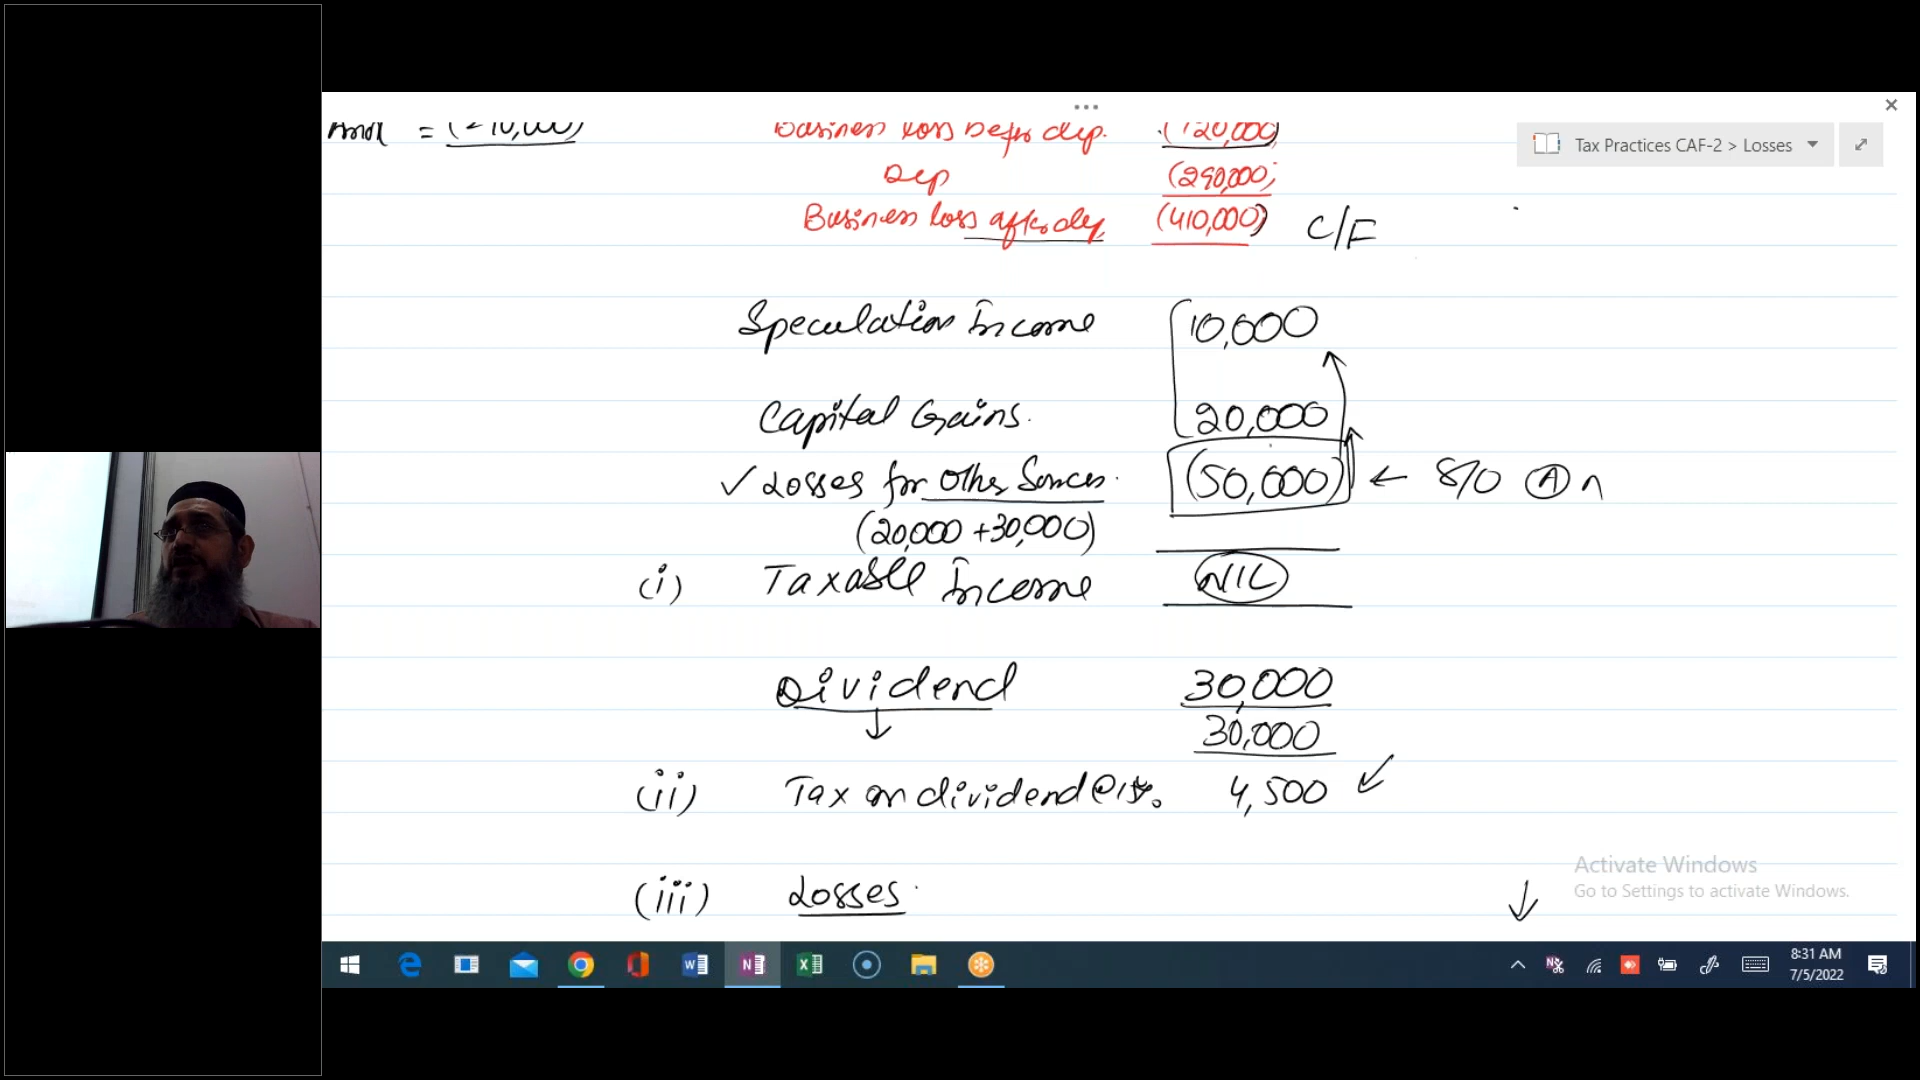 Business loss before dep. (120,000)
Dep (290,000)
Business loss after dep. (410,000) C/F
Tax Practices CAF-2 > Losses
Speculation income 10,000
Capital Gains. 20,000
✓ Losses for Other Sources. (50,000) ← S/O A
(20,000 + 30,000)
(i) Taxable income NIL
Dividend 30,000
30,000
(ii) Tax on dividend @ 15%. 4,500
(iii) Losses.
Activate Windows
Go to Settings to activate Windows.
8:31 AM
7/5/2022